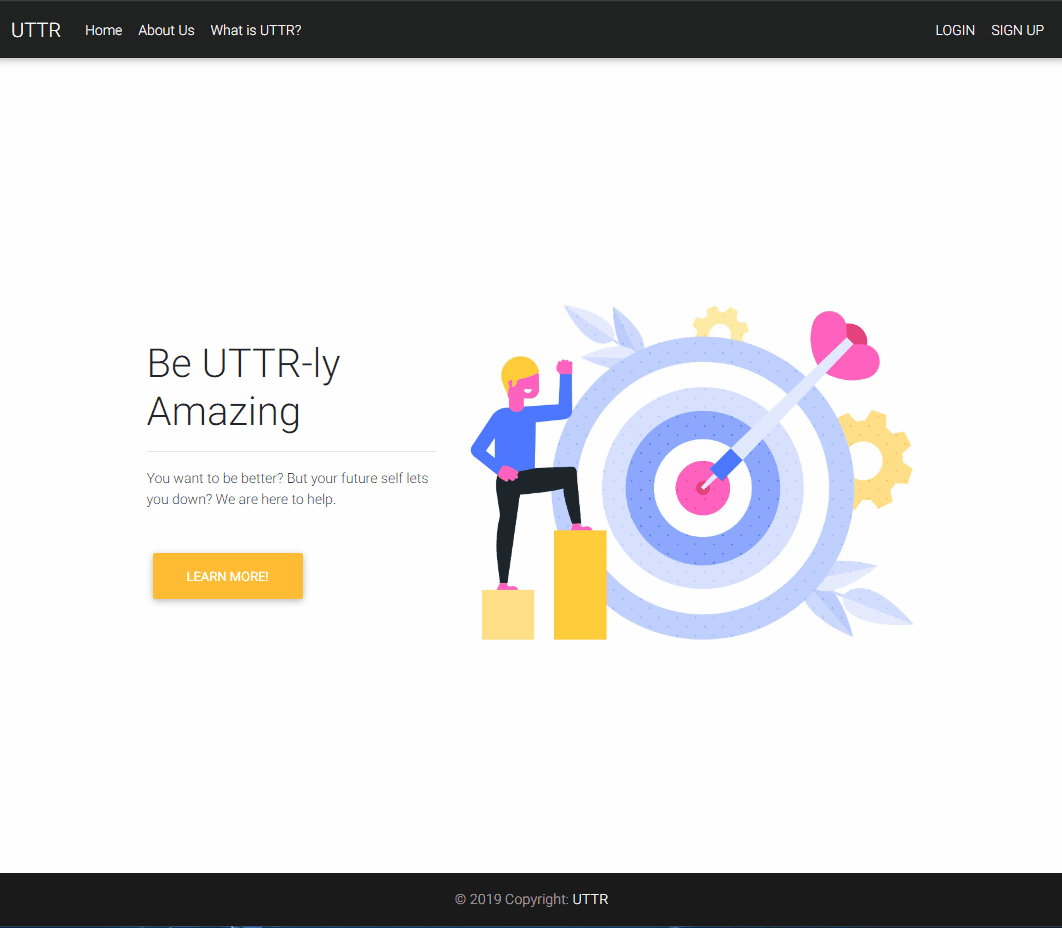 UTTR Home About Us What is UTTR? LOGIN SIGN UP
Be UTTR-ly
Amazing
You want to be better? But your future self lets
you down? We are here to help.
LEARN MORE!
© 2019 Copyright: UTTR